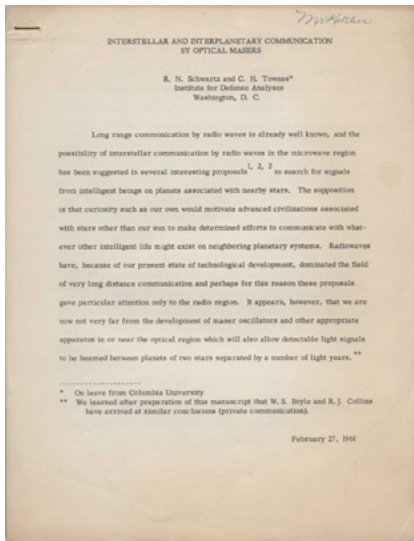 INTERSTELLAR AND INTERPLANETARY COMMUNICATION
BY OPTICAL MASERS
R. N. Schwartz and C. H. Townes*
Institute for Defense Analyses
Washington, D. C.
Long range communication by radio waves is already well known, and the
possibility of interstellar communication by radio waves in the microwave region
has been suggested in several interesting proposals1, 2, 3 to search for signals
from intelligent beings on planets associated with nearby stars. The supposition
is that curiosity such as our own would motivate advanced civilizations associated
with stars other than our sun to make determined efforts to communicate with what-
ever other intelligent life might exist on neighboring planetary systems. Radiowaves
have, because of our present state of technological development, dominated the field
of very long distance communication and perhaps for this reason these proposals
gave particular attention only to the radio region. It appears, however, that we are
now not very far from the development of maser oscillators and other appropriate
apparatus in or near the optical region which will also allow detectable light signals
to be beamed between planets of two stars separated by a number of light years.**
* On leave from Columbia University
** We learned after preparation of this manuscript that W. S. Boyle and R. J. Collins
have arrived at similar conclusions (private communication).
February 27, 1961